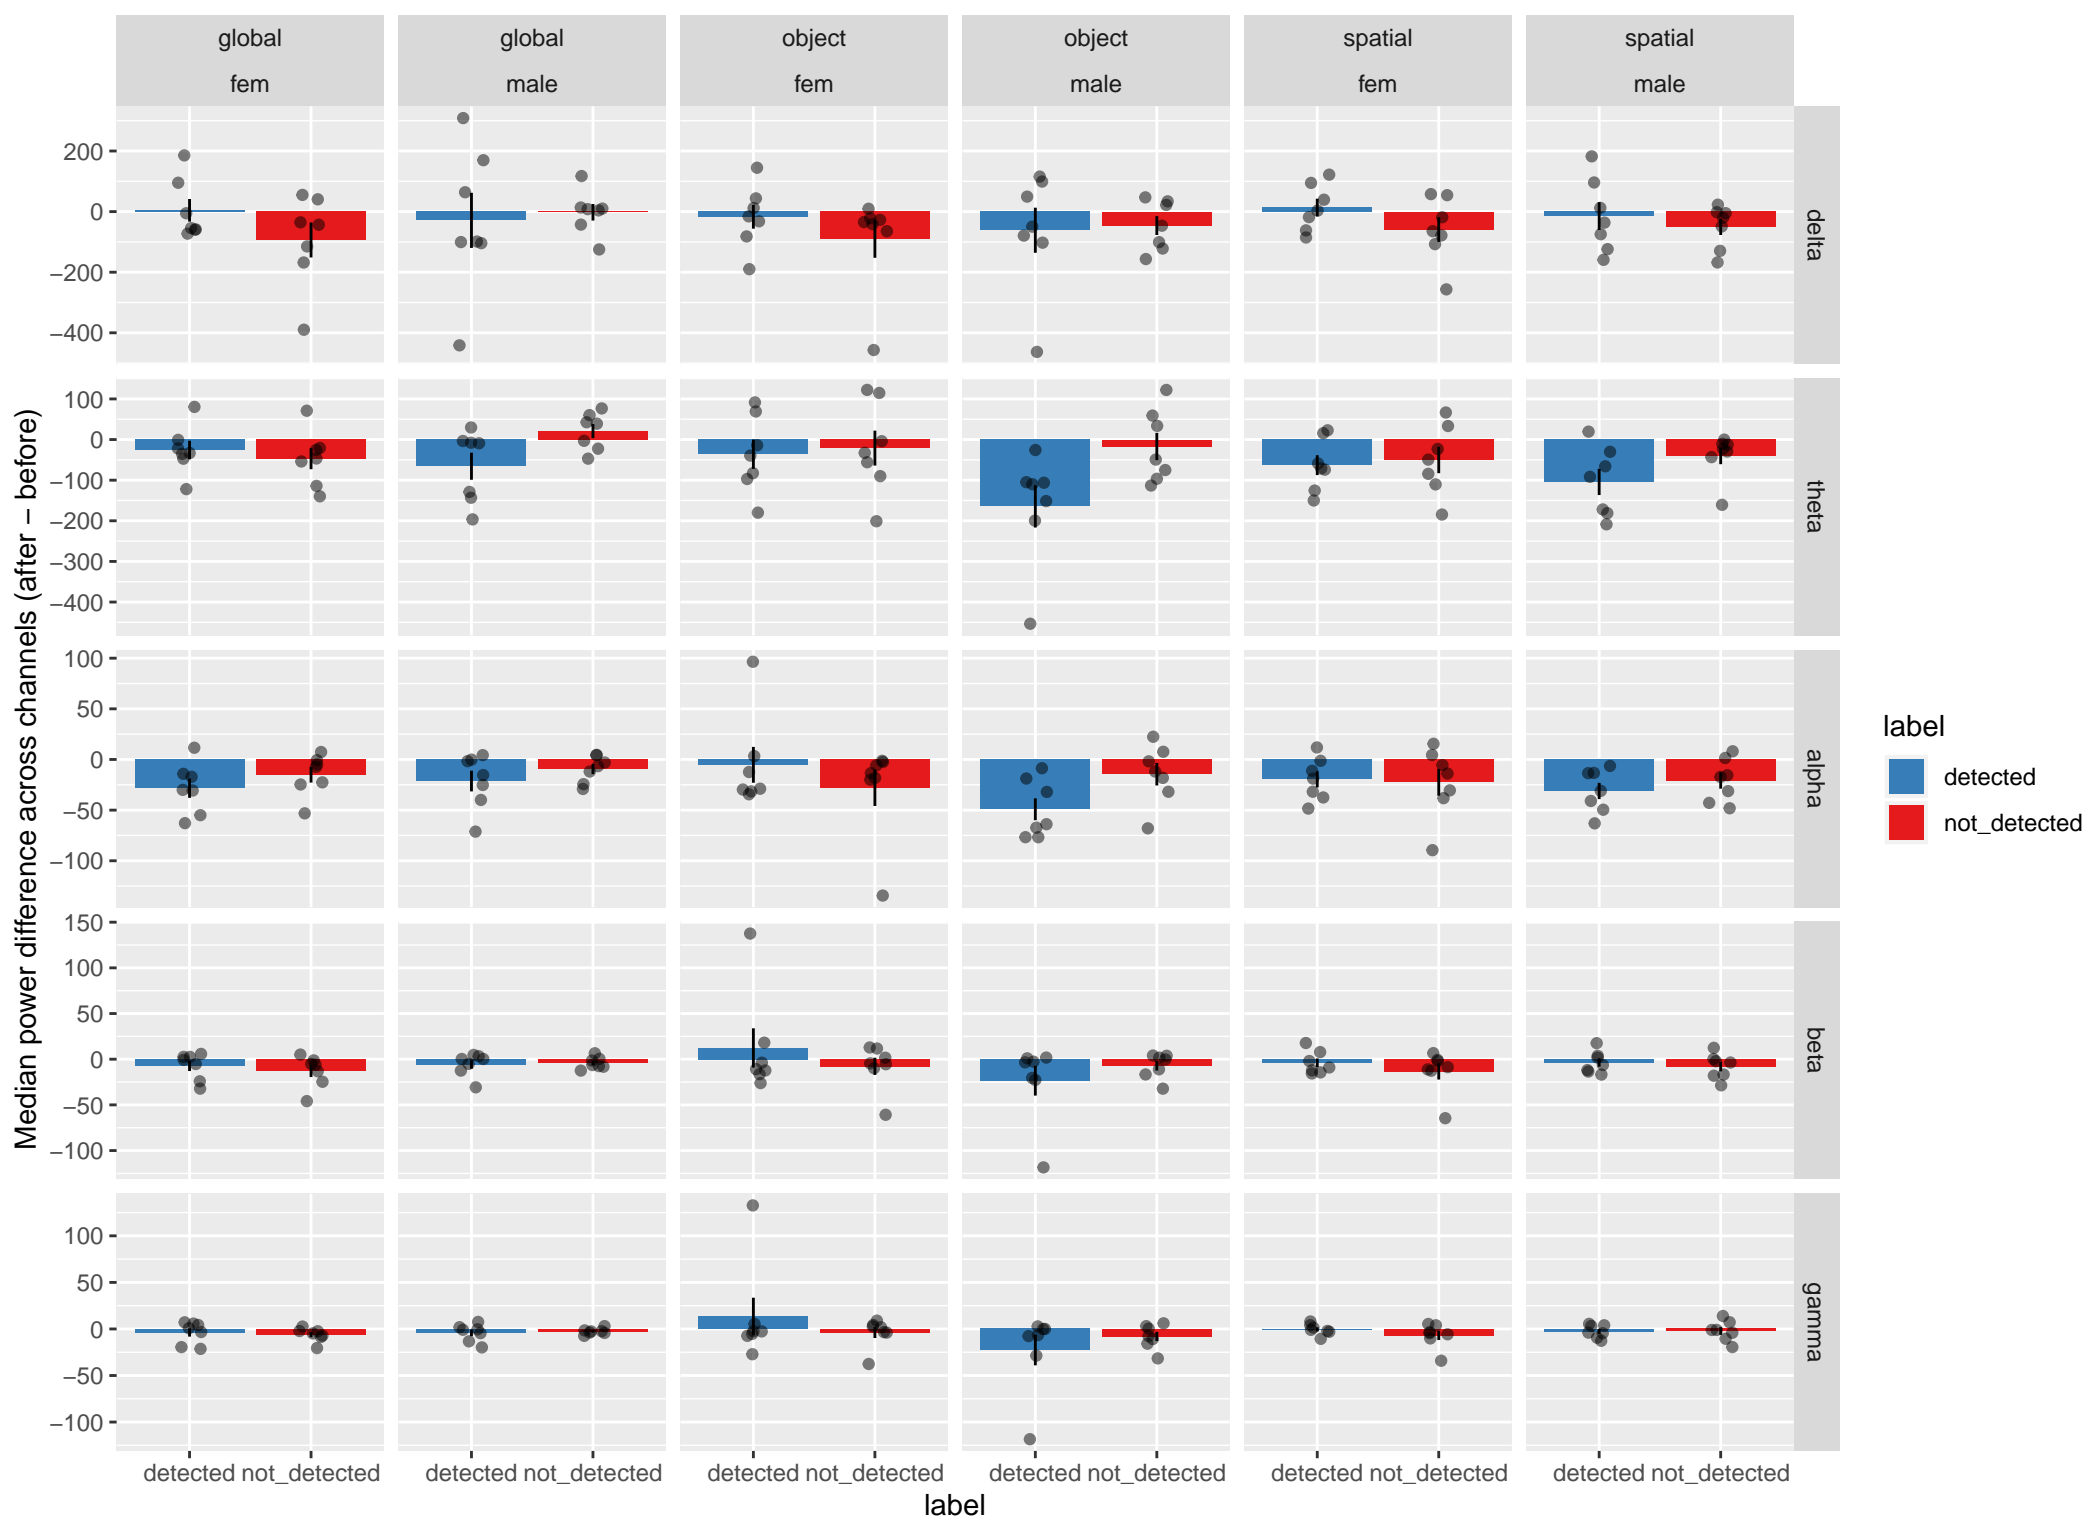 global global object object spatial spatial
fem male fem male fem male
Median power difference across channels (after − before)
200
0
−200
−400
delta
100
0
−100
−200
−300
−400
theta
100
50
0
−50
−100
alpha
150
100
50
0
−50
−100
beta
100
50
0
−50
−100
gamma
detected not_detected detected not_detected detected not_detected detected not_detected detected not_detected detected not_detected
label
label
detected
not_detected